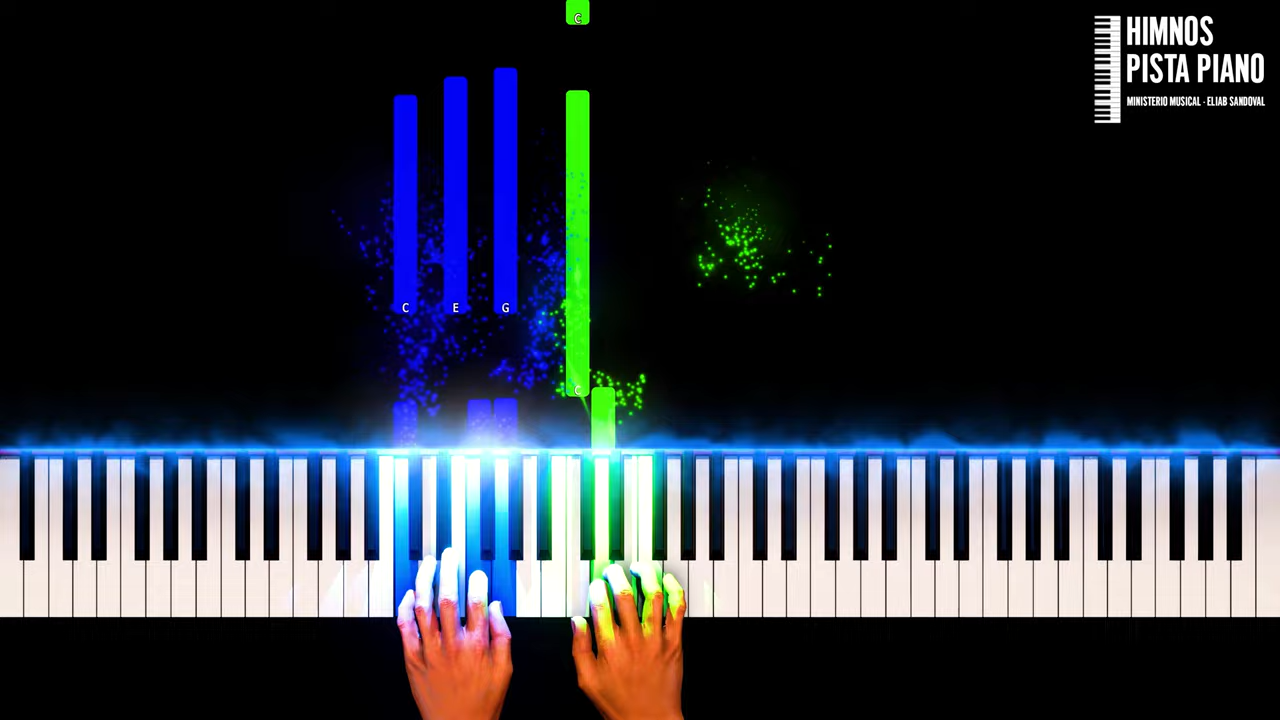 C
HIMNOS
PISTA PIANO
MINISTERIO MUSICAL - ELIAB SANDOVAL
C E G
C